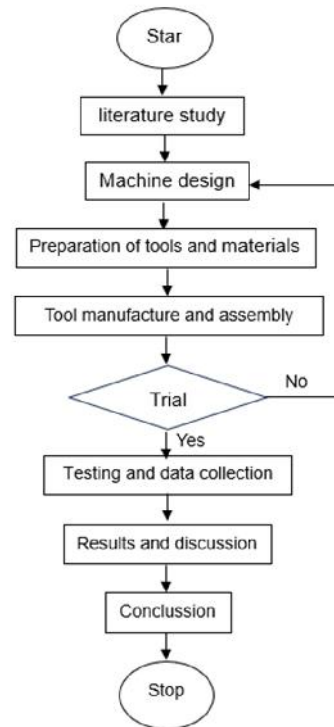 Star
literature study
Machine design
Preparation of tools and materials
Tool manufacture and assembly
No
Trial
Yes
Testing and data collection
Results and discussion
Conclussion
Stop